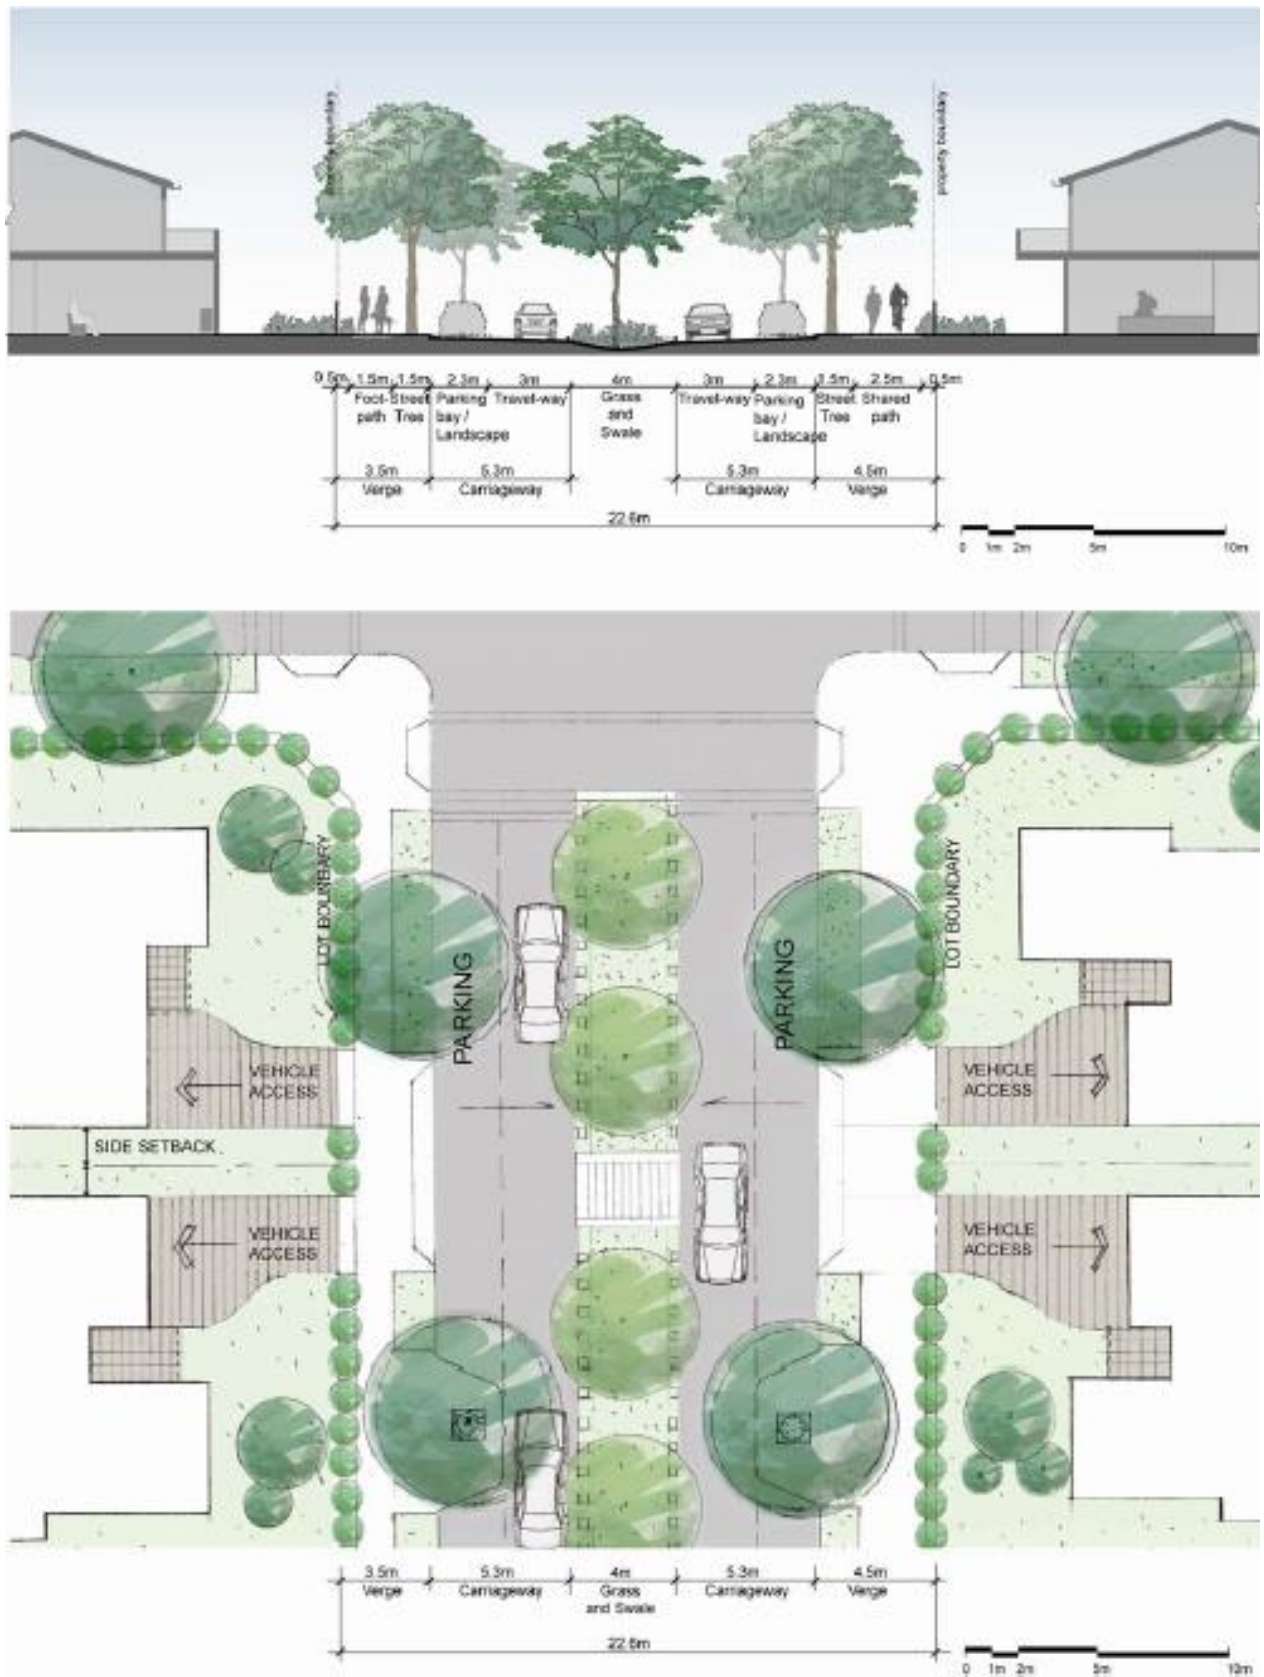 property boundary
property boundary
0.5m 1.5m 1.5m 2.3m 3m 4m 3m 2.3m 1.5m 2.5m 0.5m
Foot- Street Parking Travel-way Grass Travel-way Parking Street Shared
path Tree bay / and bay / Tree path
Landscape Swale Landscape
3.5m 5.3m 5.3m 4.5m
Verge Carriageway Carriageway Verge
22.6m
0 1m 2m 5m 10m
LOT BOUNDARY
LOT BOUNDARY
PARKING
PARKING
VEHICLE
ACCESS
VEHICLE
ACCESS
SIDE SETBACK
VEHICLE
ACCESS
VEHICLE
ACCESS
3.5m 5.3m 4m 5.3m 4.5m
Verge Carriageway Grass Carriageway Verge
and Swale
22.6m
0 1m 2m 5m 10m